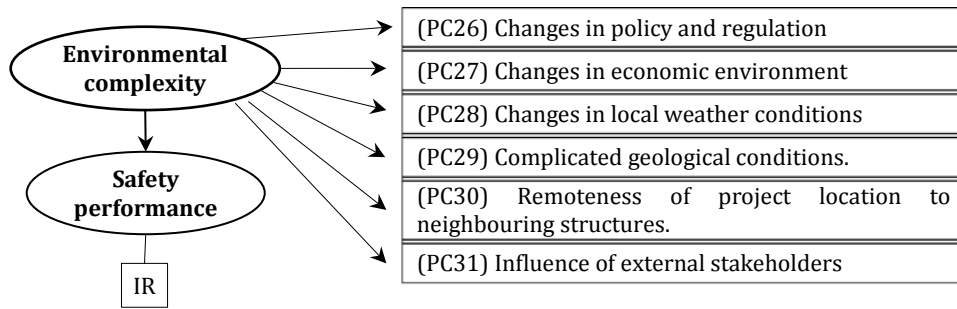 Environmental
complexity
Safety
performance
IR
(PC26) Changes in policy and regulation
(PC27) Changes in economic environment
(PC28) Changes in local weather conditions
(PC29) Complicated geological conditions.
(PC30) Remoteness of project location to
neighbouring structures.
(PC31) Influence of external stakeholders